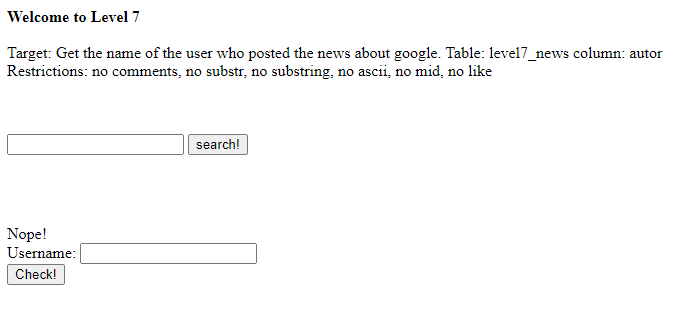 Welcome to Level 7
Target: Get the name of the user who posted the news about google. Table: level7_news column: autor
Restrictions: no comments, no substr, no substring, no ascii, no mid, no like
search!
Nope!
Username:
Check!